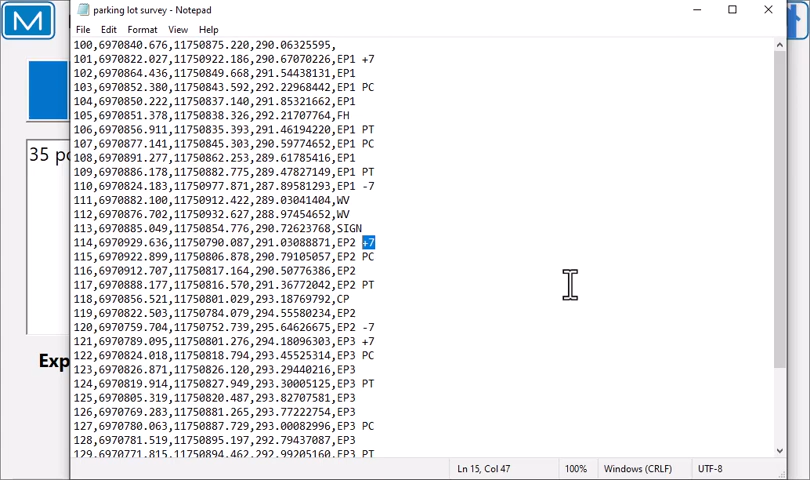 M
parking lot survey - Notepad
File Edit Format View Help
100,6970840.676,11750875.220,290.06325595,
101,6970822.027,11750922.186,290.67070226,EP1 +7
102,6970864.436,11750849.668,291.54438131,EP1
103,6970852.380,11750843.592,292.22968442,EP1 PC
104,6970850.222,11750837.140,291.85321662,EP1
105,6970851.378,11750838.326,292.21707764,FH
106,6970856.911,11750835.393,291.46194220,EP1 PT
107,6970877.141,11750845.303,290.59774652,EP1 PC
108,6970891.277,11750862.253,289.61785416,EP1
109,6970886.178,11750882.775,289.47827149,EP1 PT
110,6970824.183,11750977.871,287.89581293,EP1 -7
111,6970882.100,11750912.422,289.03041404,WV
112,6970876.702,11750932.627,288.97454652,WV
113,6970885.049,11750854.776,290.72623768,SIGN
114,6970929.636,11750790.087,291.03088871,EP2 +7
115,6970922.899,11750806.878,290.79105057,EP2 PC
116,6970912.707,11750817.164,290.50776386,EP2
117,6970888.177,11750816.570,291.36772042,EP2 PT
118,6970856.521,11750801.029,293.18769792,CP
119,6970822.503,11750784.079,294.55580234,EP2
120,6970759.704,11750752.739,295.64626675,EP2 -7
121,6970789.095,11750801.276,294.18096303,EP3 +7
122,6970824.018,11750818.794,293.45525314,EP3 PC
123,6970826.871,11750826.120,293.29440216,EP3
124,6970819.914,11750827.949,293.30005125,EP3 PT
125,6970805.319,11750820.487,293.82707581,EP3
126,6970769.283,11750881.265,293.77222754,EP3
127,6970780.063,11750887.729,293.00082996,EP3 PC
128,6970781.519,11750895.197,292.79437087,EP3
129,6970771.815,11750894.462,292.99205160,EP3 PT
35 po
Exp
Ln 15, Col 47 100% Windows (CRLF) UTF-8